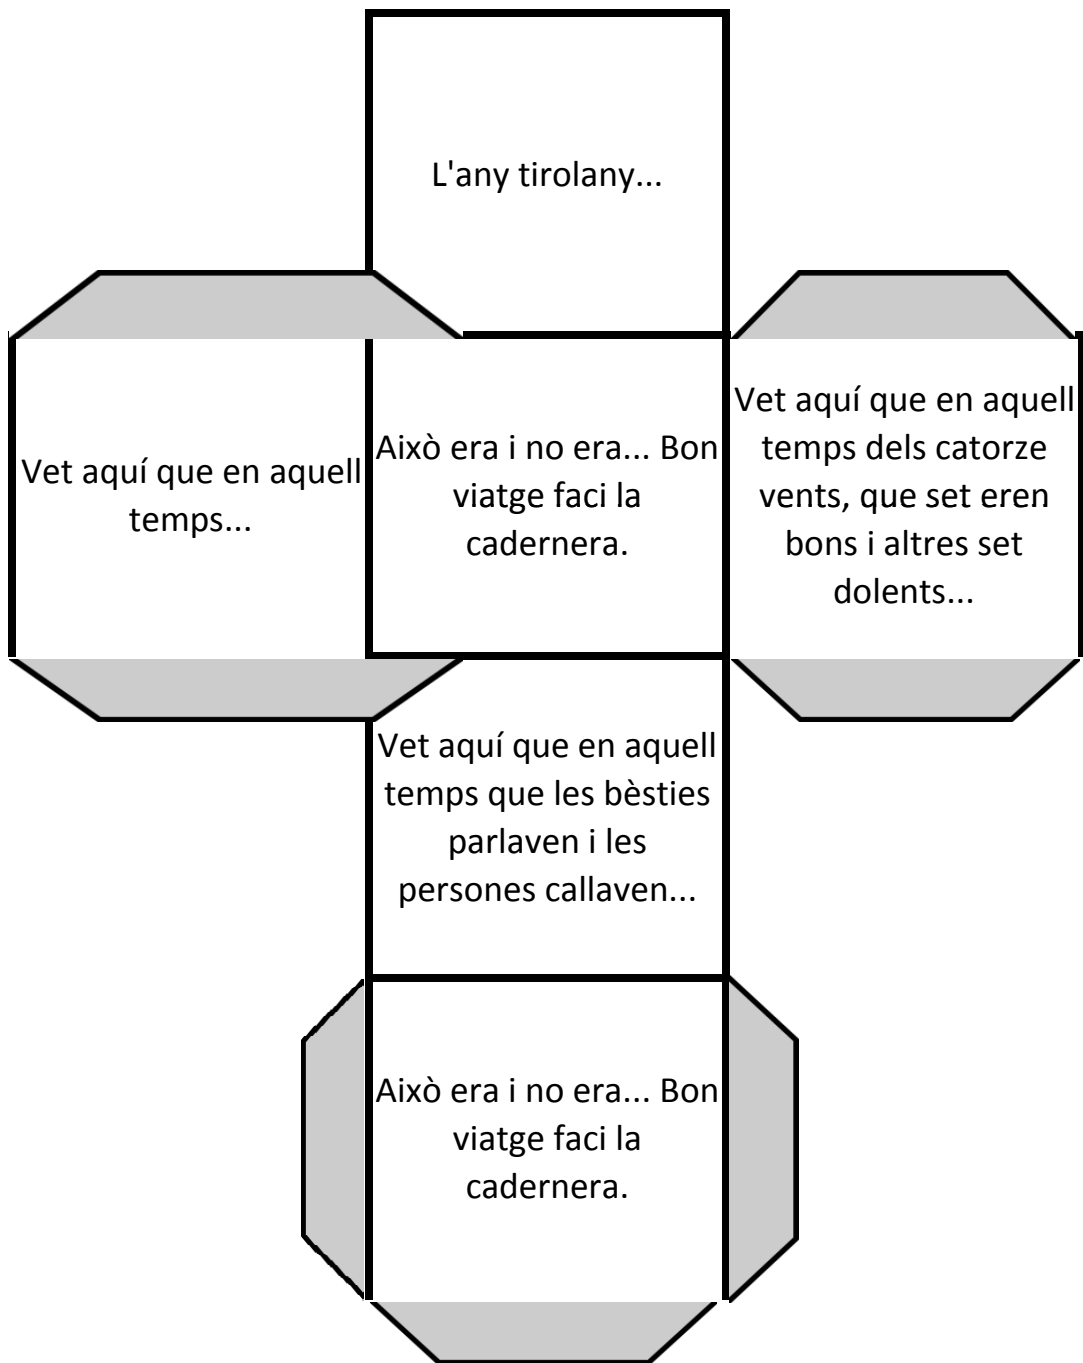 L'any tirolany...
Vet aquí que en aquell
temps...
Això era i no era... Bon
viatge faci la
cadernera.
Vet aquí que en aquell
temps dels catorze
vents, que set eren
bons i altres set
dolents...
Vet aquí que en aquell
temps que les bèsties
parlaven i les
persones callaven...
Això era i no era... Bon
viatge faci la
cadernera.